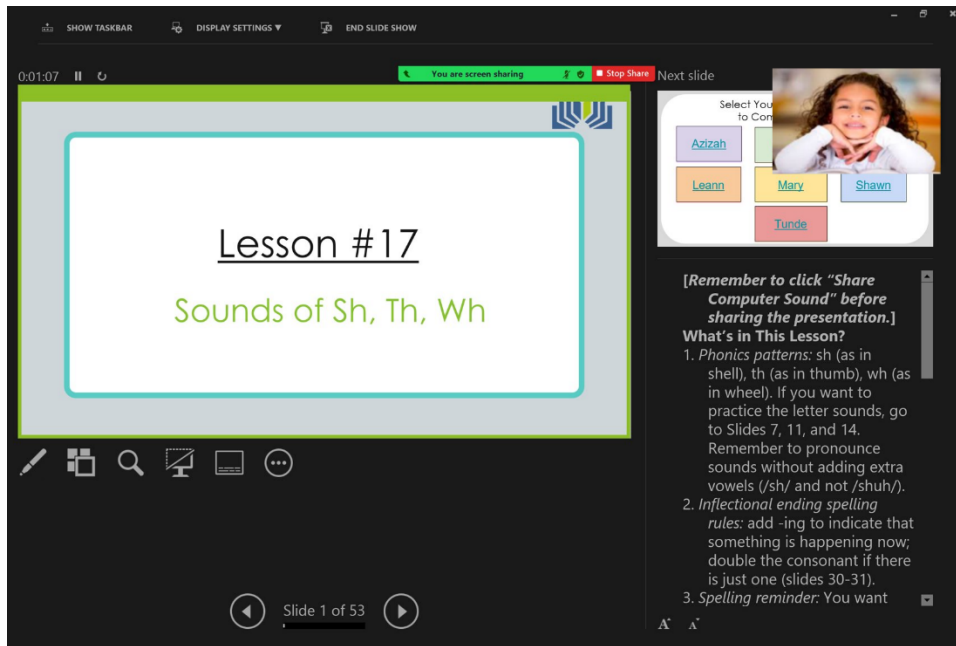 SHOW TASKBAR
DISPLAY SETTINGS ▼
END SLIDE SHOW
0:01:07
You are screen sharing
Stop Share
Next slide
Lesson #17
Sounds of Sh, Th, Wh
Select You
to Com
Azizah
Leann
Mary
Shawn
Tunde
[Remember to click “Share
Computer Sound” before
sharing the presentation.]
What’s in This Lesson?
1. Phonics patterns: sh (as in
shell), th (as in thumb), wh (as
in wheel). If you want to
practice the letter sounds, go
to Slides 7, 11, and 14.
Remember to pronounce
sounds without adding extra
vowels (/sh/ and not /shuh/).
2. Inflectional ending spelling
rules: add -ing to indicate that
something is happening now;
double the consonant if there
is just one (slides 30-31).
3. Spelling reminder: You want
Slide 1 of 53
A A